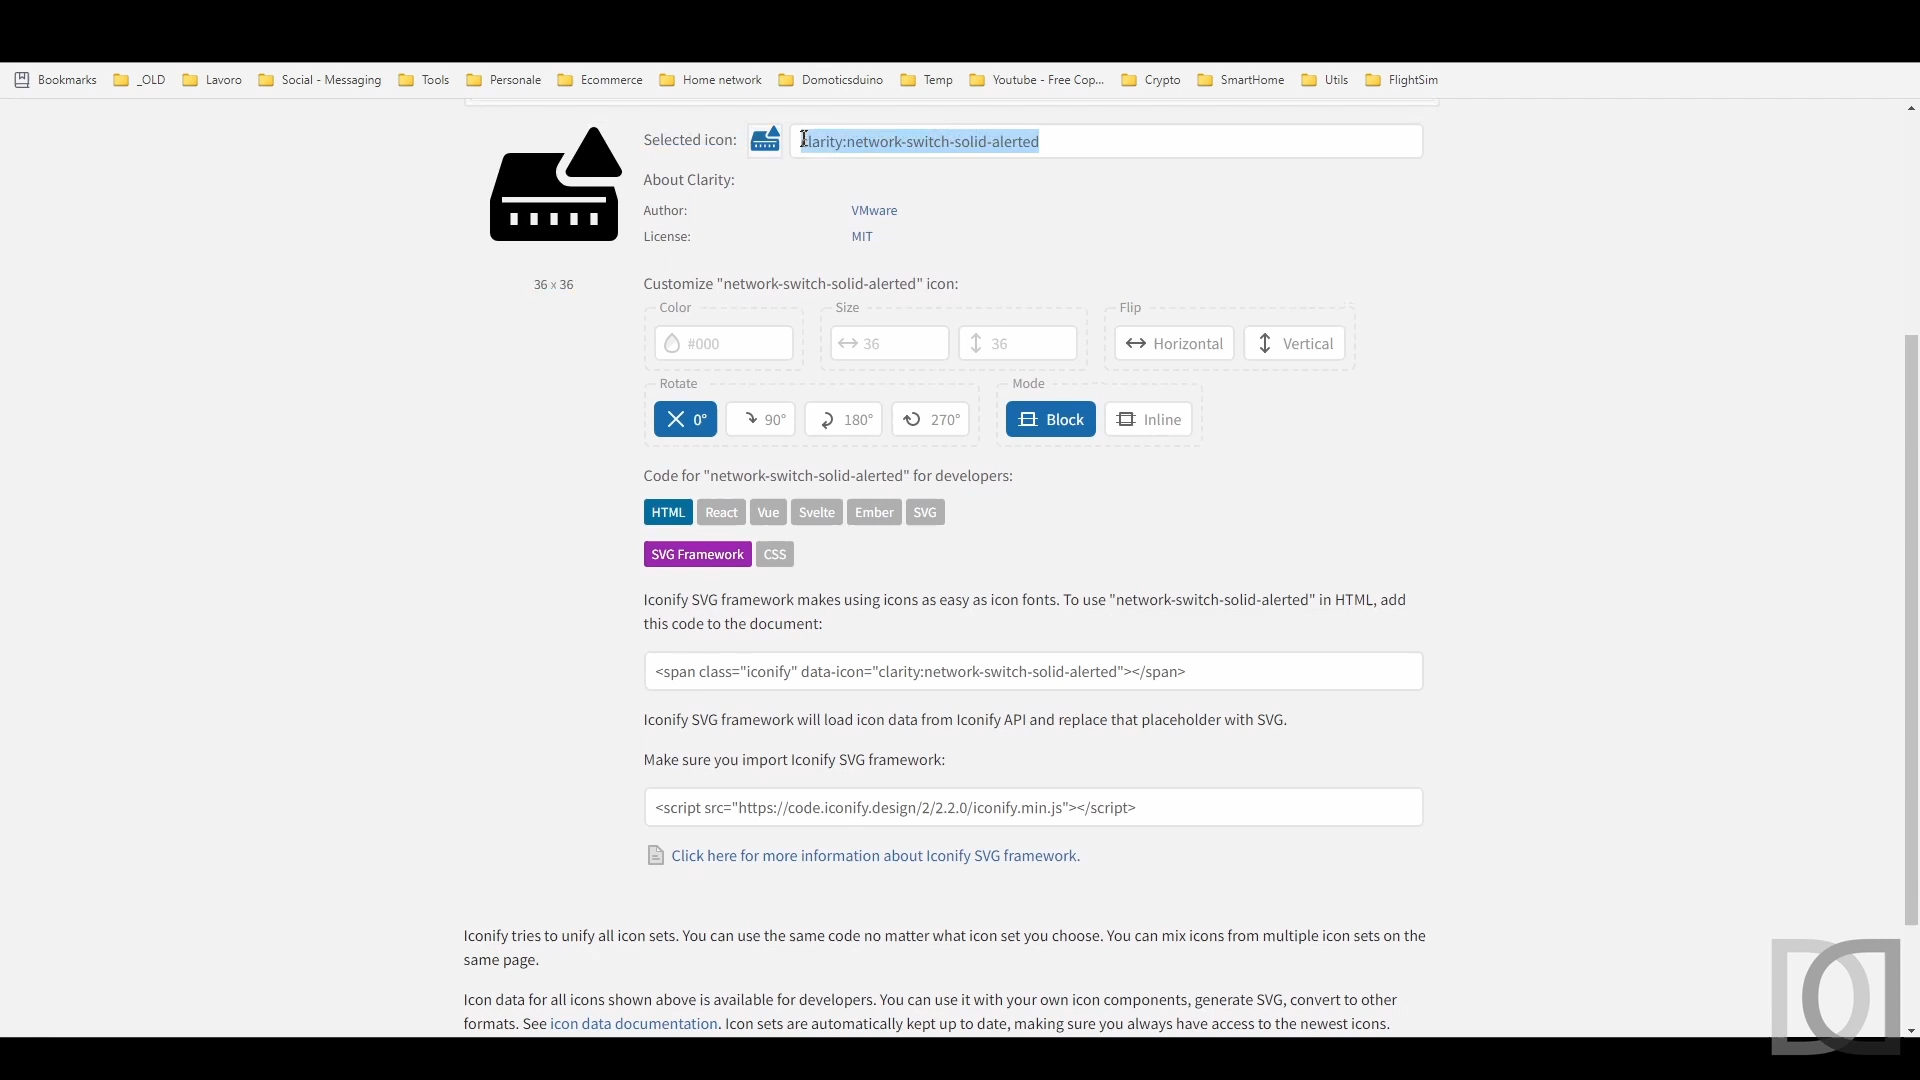 Bookmarks _OLD Lavoro Social - Messaging Tools Personale Ecommerce Home network Domoticsduino Temp Youtube - Free Cop... Crypto SmartHome Utils FlightSim
Selected icon: clarity:network-switch-solid-alerted
About Clarity:
Author: VMware
License: MIT
36 x 36
Customize "network-switch-solid-alerted" icon:
Color Size Flip
#000 36 36 Horizontal Vertical
Rotate Mode
0° 90° 180° 270° Block Inline
Code for "network-switch-solid-alerted" for developers:
HTML React Vue Svelte Ember SVG
SVG Framework CSS
Iconify SVG framework makes using icons as easy as icon fonts. To use "network-switch-solid-alerted" in HTML, add
this code to the document:
<span class="iconify" data-icon="clarity:network-switch-solid-alerted"></span>
Iconify SVG framework will load icon data from Iconify API and replace that placeholder with SVG.
Make sure you import Iconify SVG framework:
<script src="https://code.iconify.design/2/2.2.0/iconify.min.js"></script>
Click here for more information about Iconify SVG framework.
Iconify tries to unify all icon sets. You can use the same code no matter what icon set you choose. You can mix icons from multiple icon sets on the
same page.
Icon data for all icons shown above is available for developers. You can use it with your own icon components, generate SVG, convert to other
formats. See icon data documentation. Icon sets are automatically kept up to date, making sure you always have access to the newest icons.